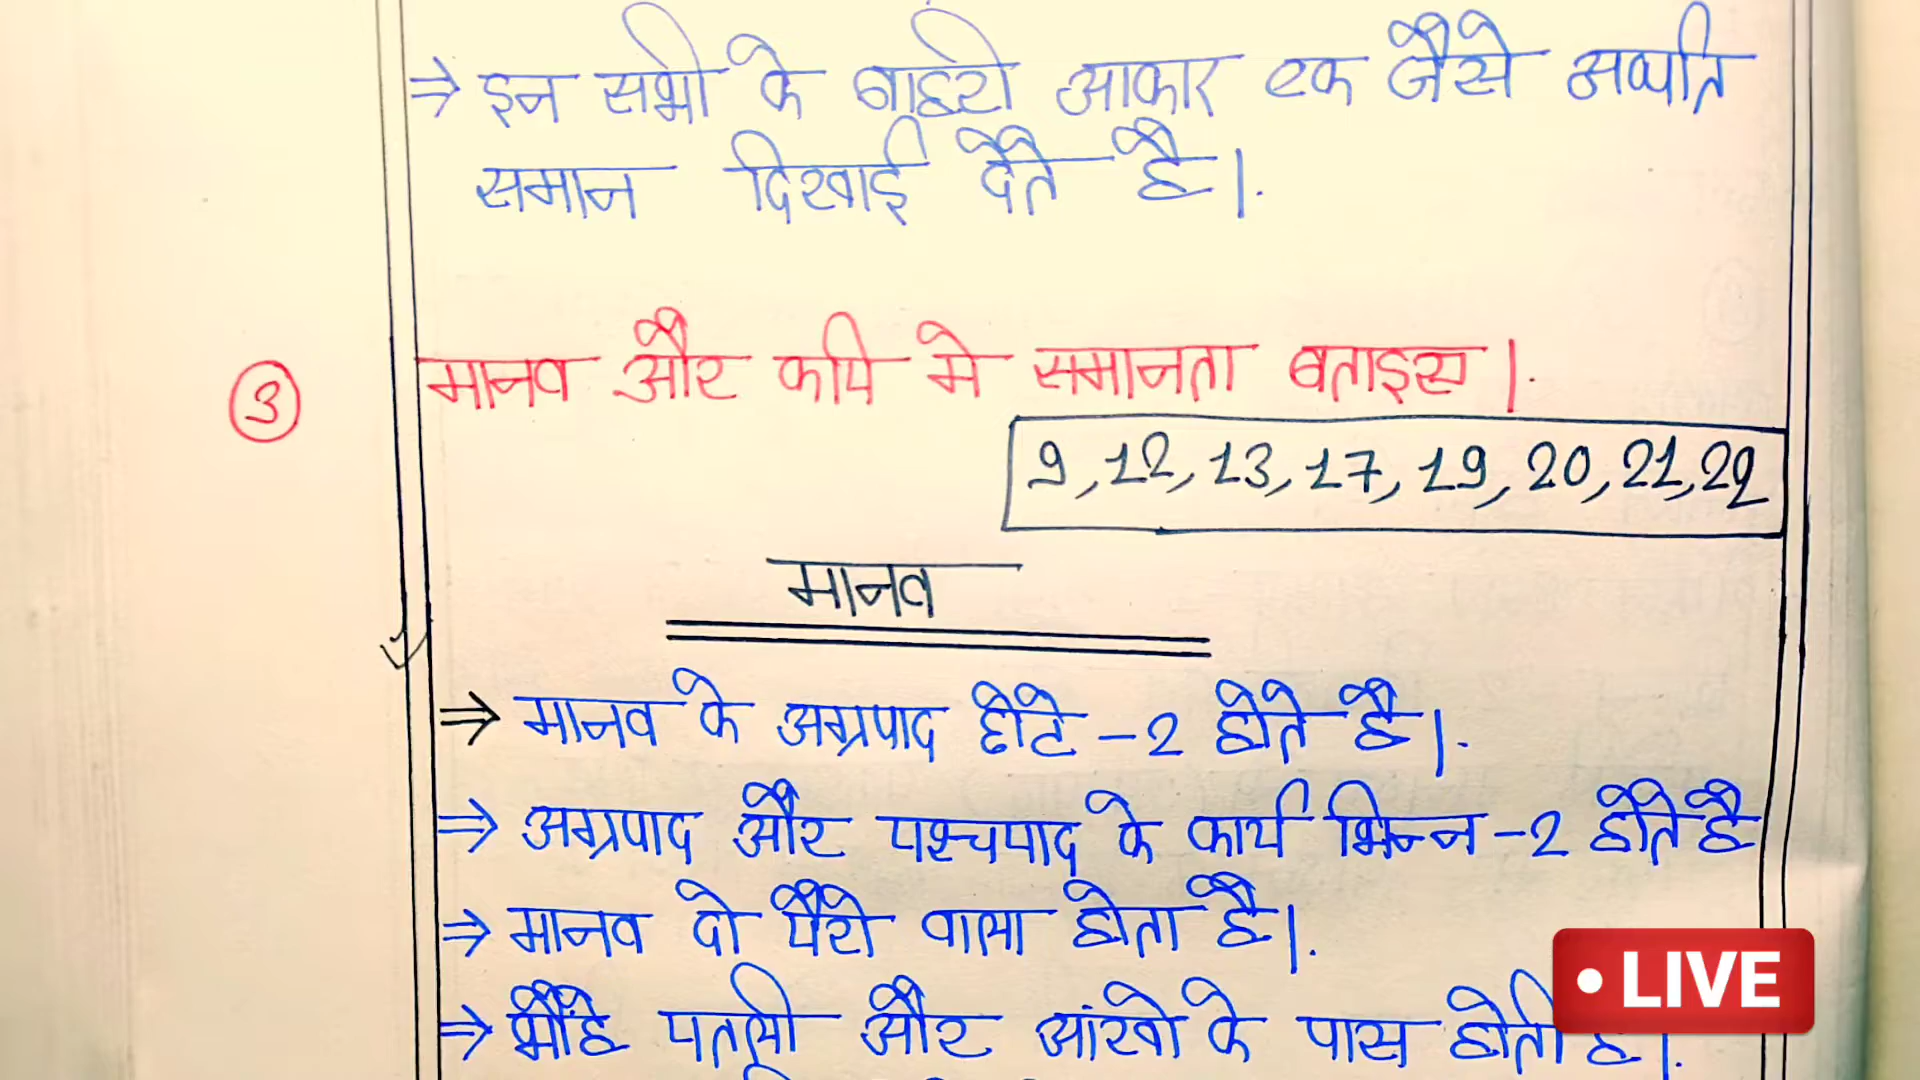 ⇒ इन सभी के बाहरी आकार एक जैसे अर्थात
समान दिखाई देते है।
③ मानव और कपि मे समानता बताइए।
9, 12, 13, 17, 19, 20, 21, 22
मानव
⇒ मानव के अग्रपाद छोटे -2 होते है।
⇒ अग्रपाद और पश्चपाद के कार्य भिन्न -2 होते है
⇒ मानव दो पैरो वाला होता है।
⇒ भौंहे पतली और आंखो के पास होती है।
• LIVE